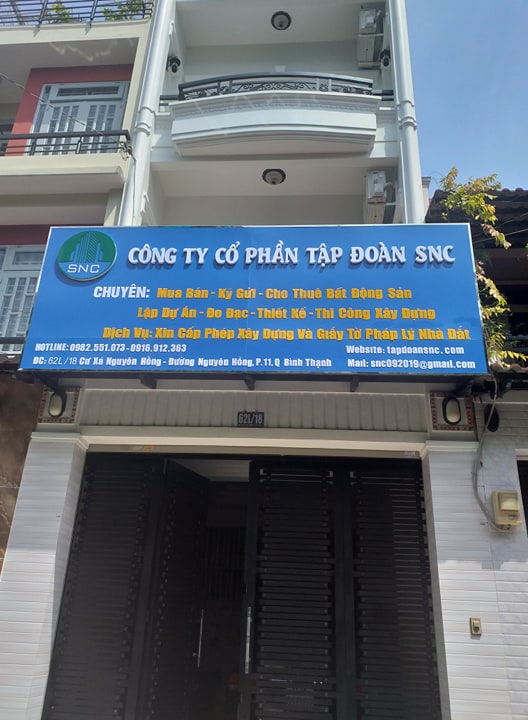 SNC
CÔNG TY CỔ PHẦN TẬP ĐOÀN SNC
CHUYÊN: Mua Bán - Ký Gửi - Cho Thuê Bất Động Sản
Lập Dự Án - Đo Đạc - Thiết Kế - Thi Công Xây Dựng
Dịch Vụ: Xin Cấp Phép Xây Dựng Và Giấy Tờ Pháp Lý Nhà Đất
HOTLINE: 0982.551.073 - 0916.912.363 Website: tapdoansnc.com
ĐC: 62L/18 Cư Xá Nguyên Hồng - Đường Nguyên Hồng, P.11, Q Bình Thạnh Mail: snc092019@gmail.com
62L/18